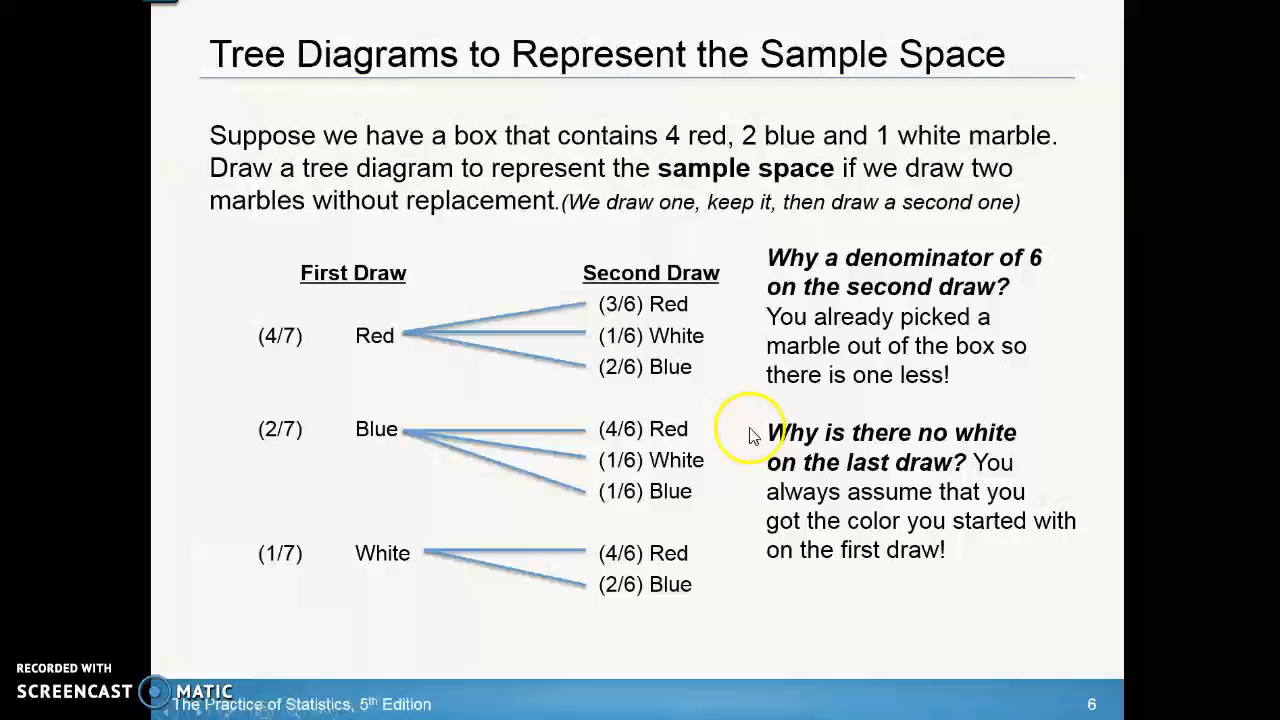 Tree Diagrams to Represent the Sample Space
Suppose we have a box that contains 4 red, 2 blue and 1 white marble.
Draw a tree diagram to represent the sample space if we draw two
marbles without replacement.(We draw one, keep it, then draw a second one)
First Draw Second Draw
(3/6) Red
(4/7) Red (1/6) White
(2/6) Blue
(2/7) Blue (4/6) Red
(1/6) White
(1/6) Blue
(1/7) White (4/6) Red
(2/6) Blue
Why a denominator of 6
on the second draw?
You already picked a
marble out of the box so
there is one less!
Why is there no white
on the last draw? You
always assume that you
got the color you started with
on the first draw!
RECORDED WITH
SCREENCAST MATIC
The Practice of Statistics, 5th Edition 6